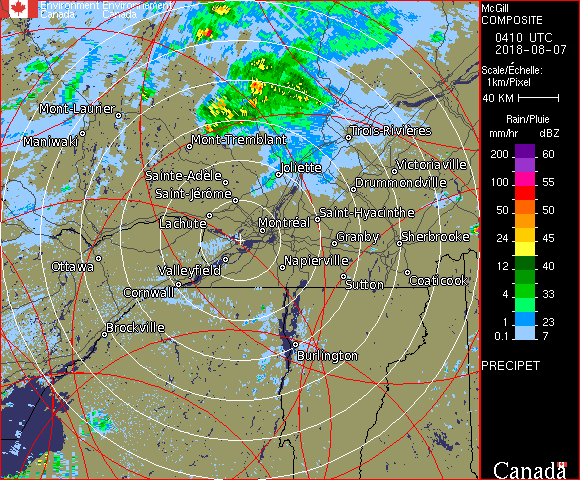 Environment Environnement
Canada Canada
McGill
COMPOSITE
0410 UTC
2018-08-07
Scale/Échelle:
1km/Pixel
40 KM
Rain/Pluie
mm/hr dBZ
200 60
100 55
50 50
24 45
12 40
4 33
1 23
0.1 7
PRECIPET
Canada
Mont-Laurier
Maniwaki
Mont-Tremblant
Trois-Rivières
Sainte-Adèle
Joliette
Victoriaville
Saint-Jérôme
Drummondville
Lachute
Montréal
Saint-Hyacinthe
Granby
Sherbrooke
Ottawa
Valleyfield
Napierville
Cornwall
Sutton
Coaticook
Brockville
Burlington